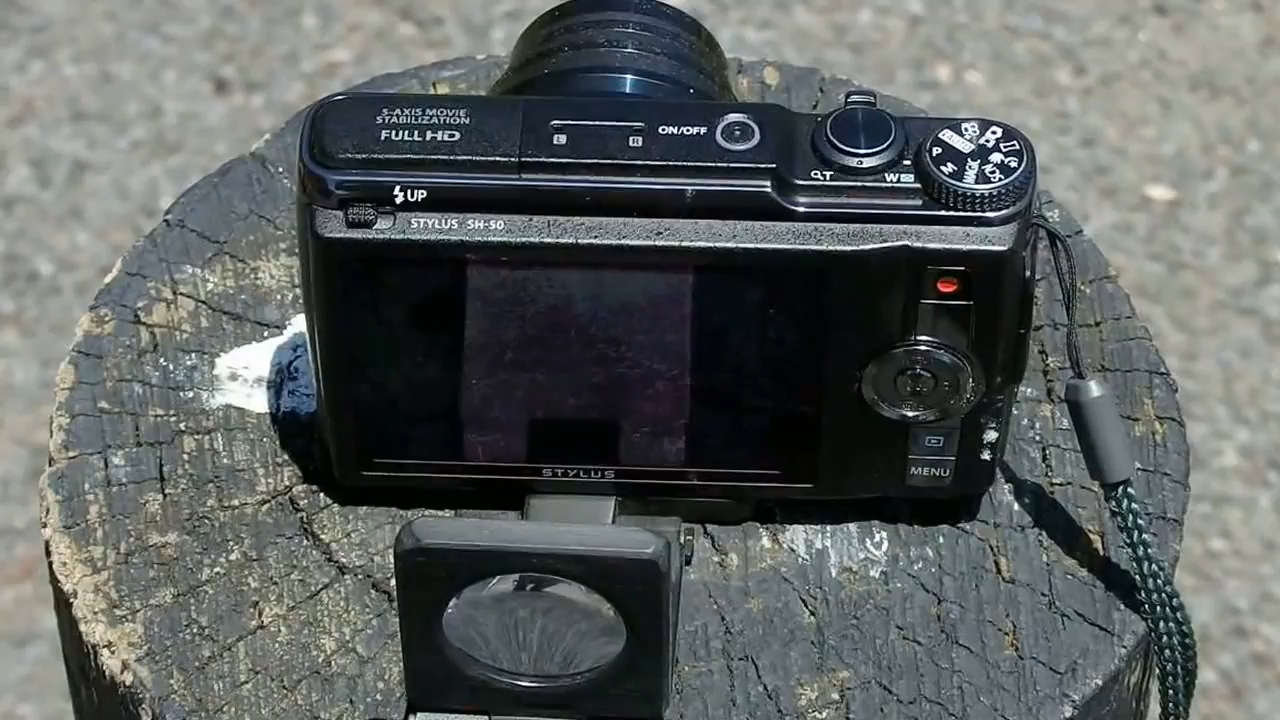 5-AXIS MOVIE
STABILIZATION
FULL HD
L R
ON/OFF
T W
UP
STYLUS SH-50
P
M
MAGIC
STYLUS
MENU